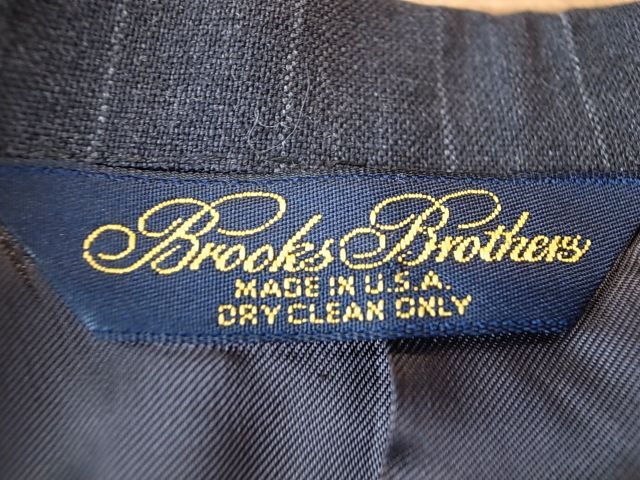 Brooks Brothers
MADE IN U.S.A.
DRY CLEAN ONLY